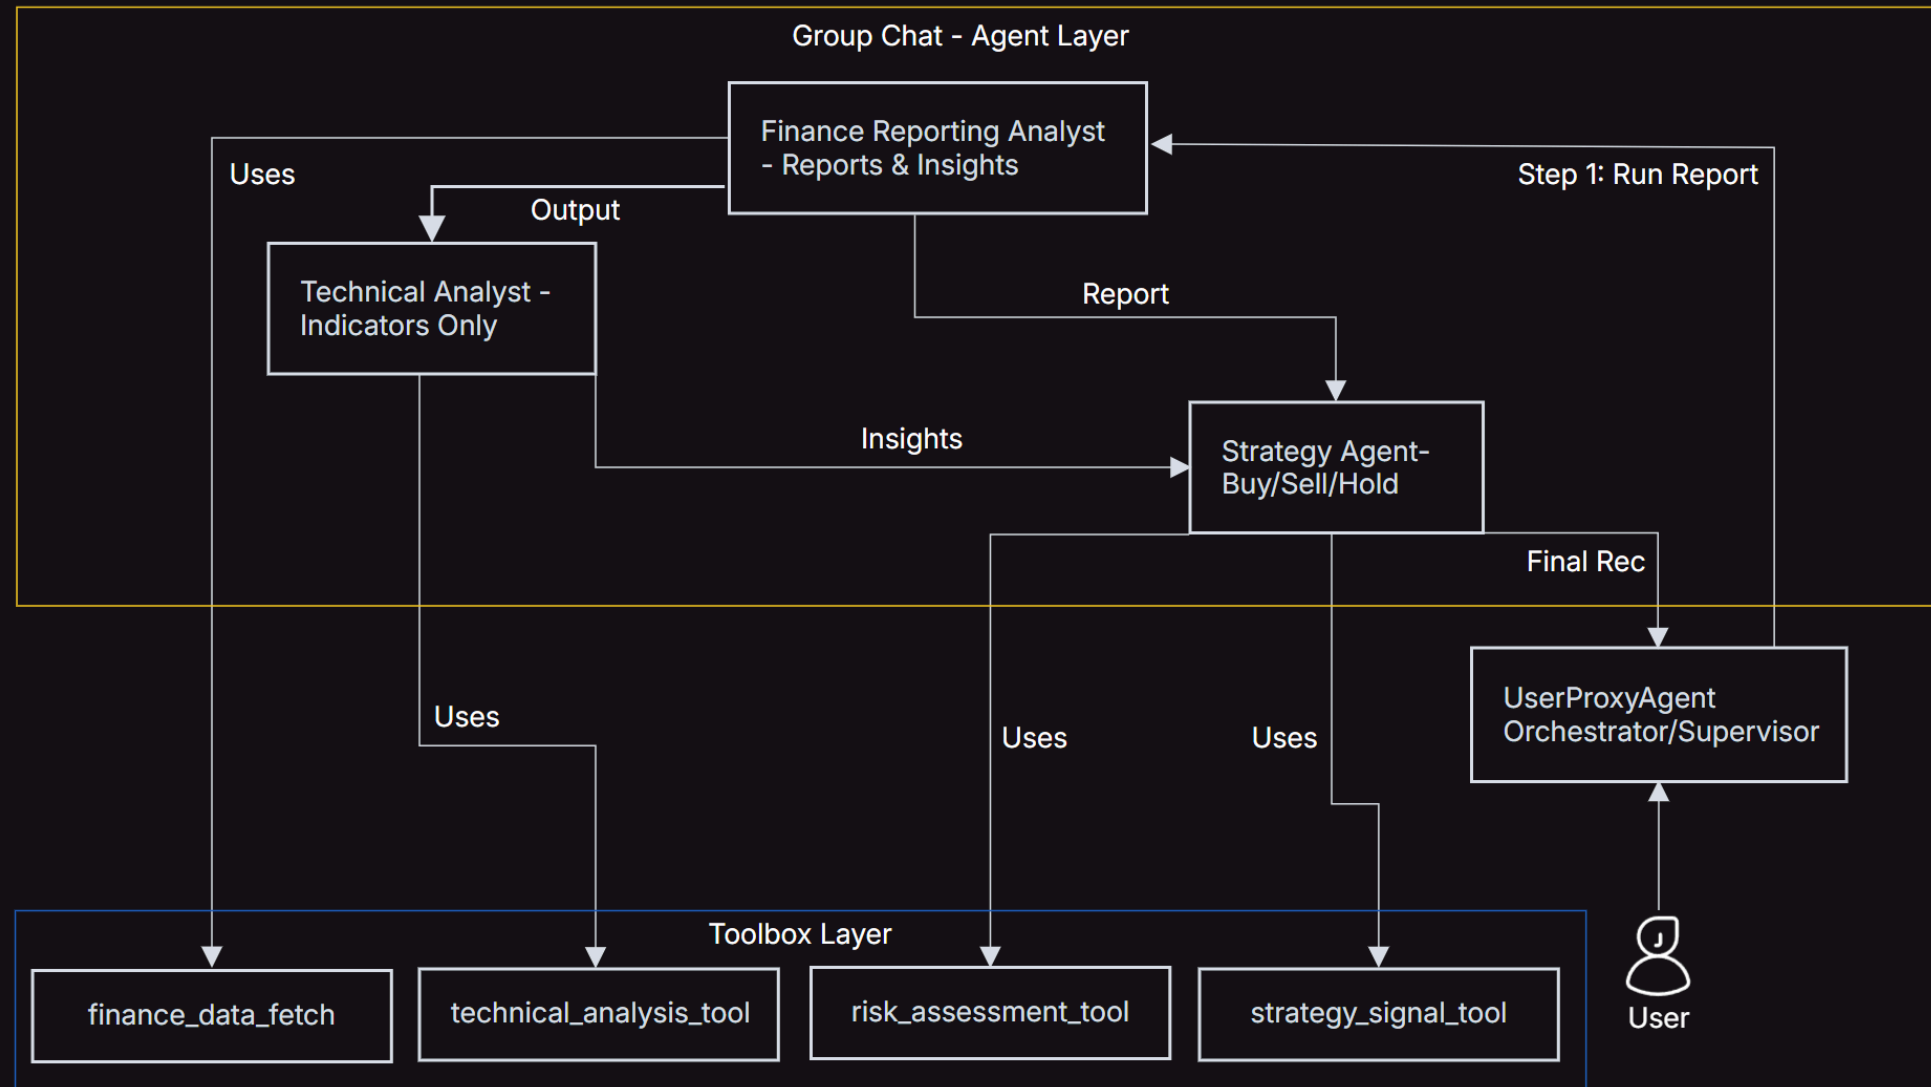 Group Chat - Agent Layer
Finance Reporting Analyst
- Reports & Insights
Uses
Step 1: Run Report
Output
Technical Analyst -
Indicators Only
Report
Insights
Strategy Agent-
Buy/Sell/Hold
Final Rec
UserProxyAgent
Orchestrator/Supervisor
Uses
Uses
Uses
Toolbox Layer
finance_data_fetch
technical_analysis_tool
risk_assessment_tool
strategy_signal_tool
User